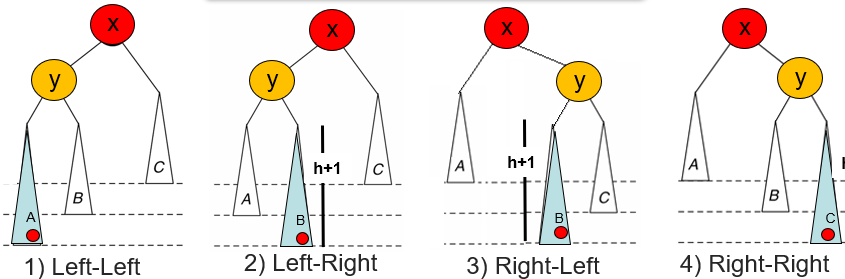 x
y
A
B
C
1) Left-Left
x
y
h+1
A
B
C
2) Left-Right
x
y
h+1
A
B
C
3) Right-Left
x
y
A
B
C
4) Right-Right